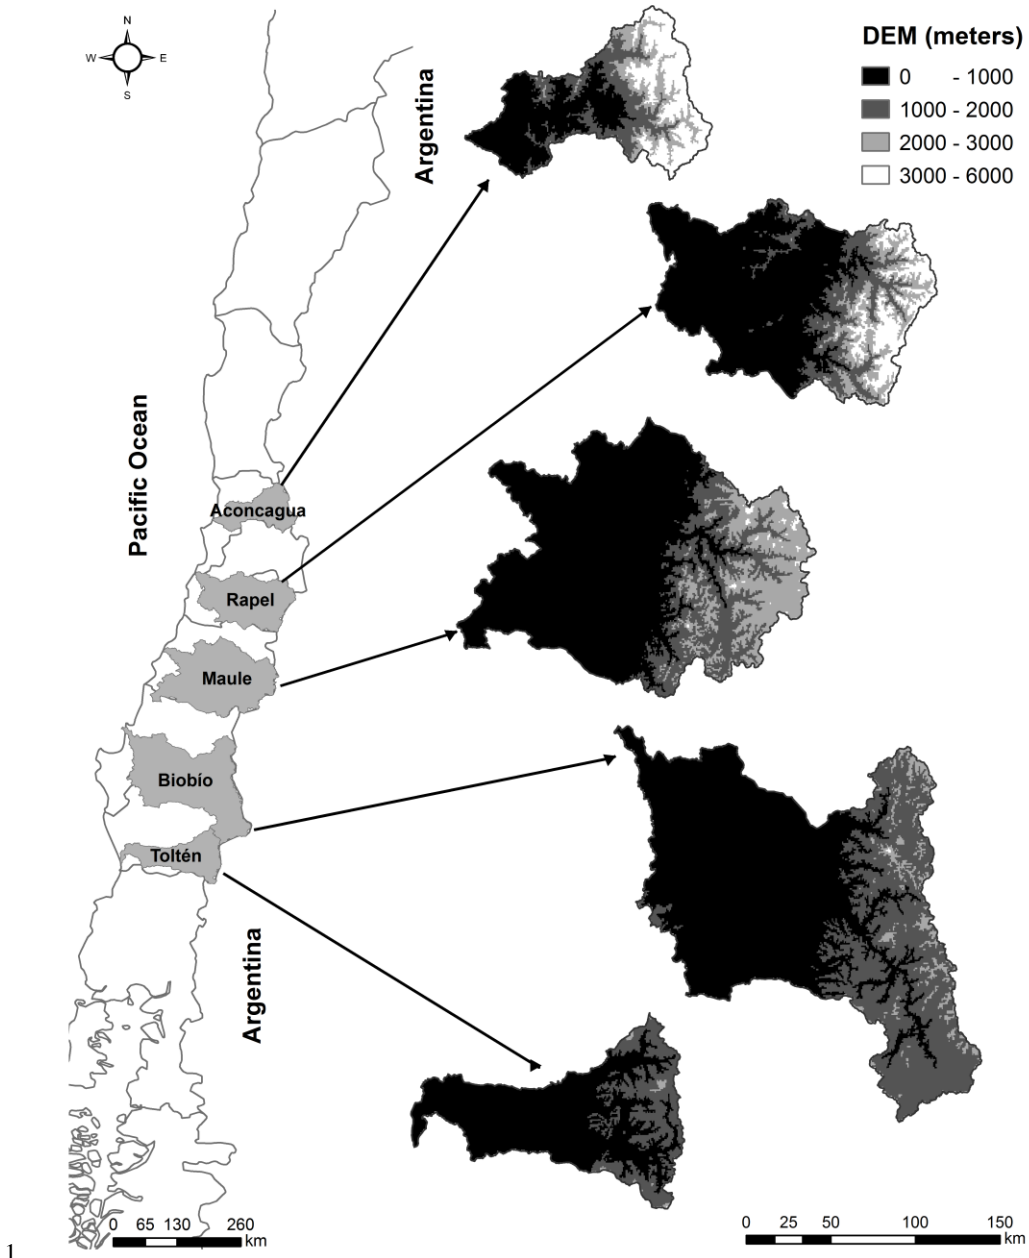 N
W E
S
Argentina
DEM (meters)
0 - 1000
1000 - 2000
2000 - 3000
3000 - 6000
Pacific Ocean
Aconcagua
Rapel
Maule
Biobío
Toltén
Argentina
0 65 130 260
km
0 25 50 100 150
km
1